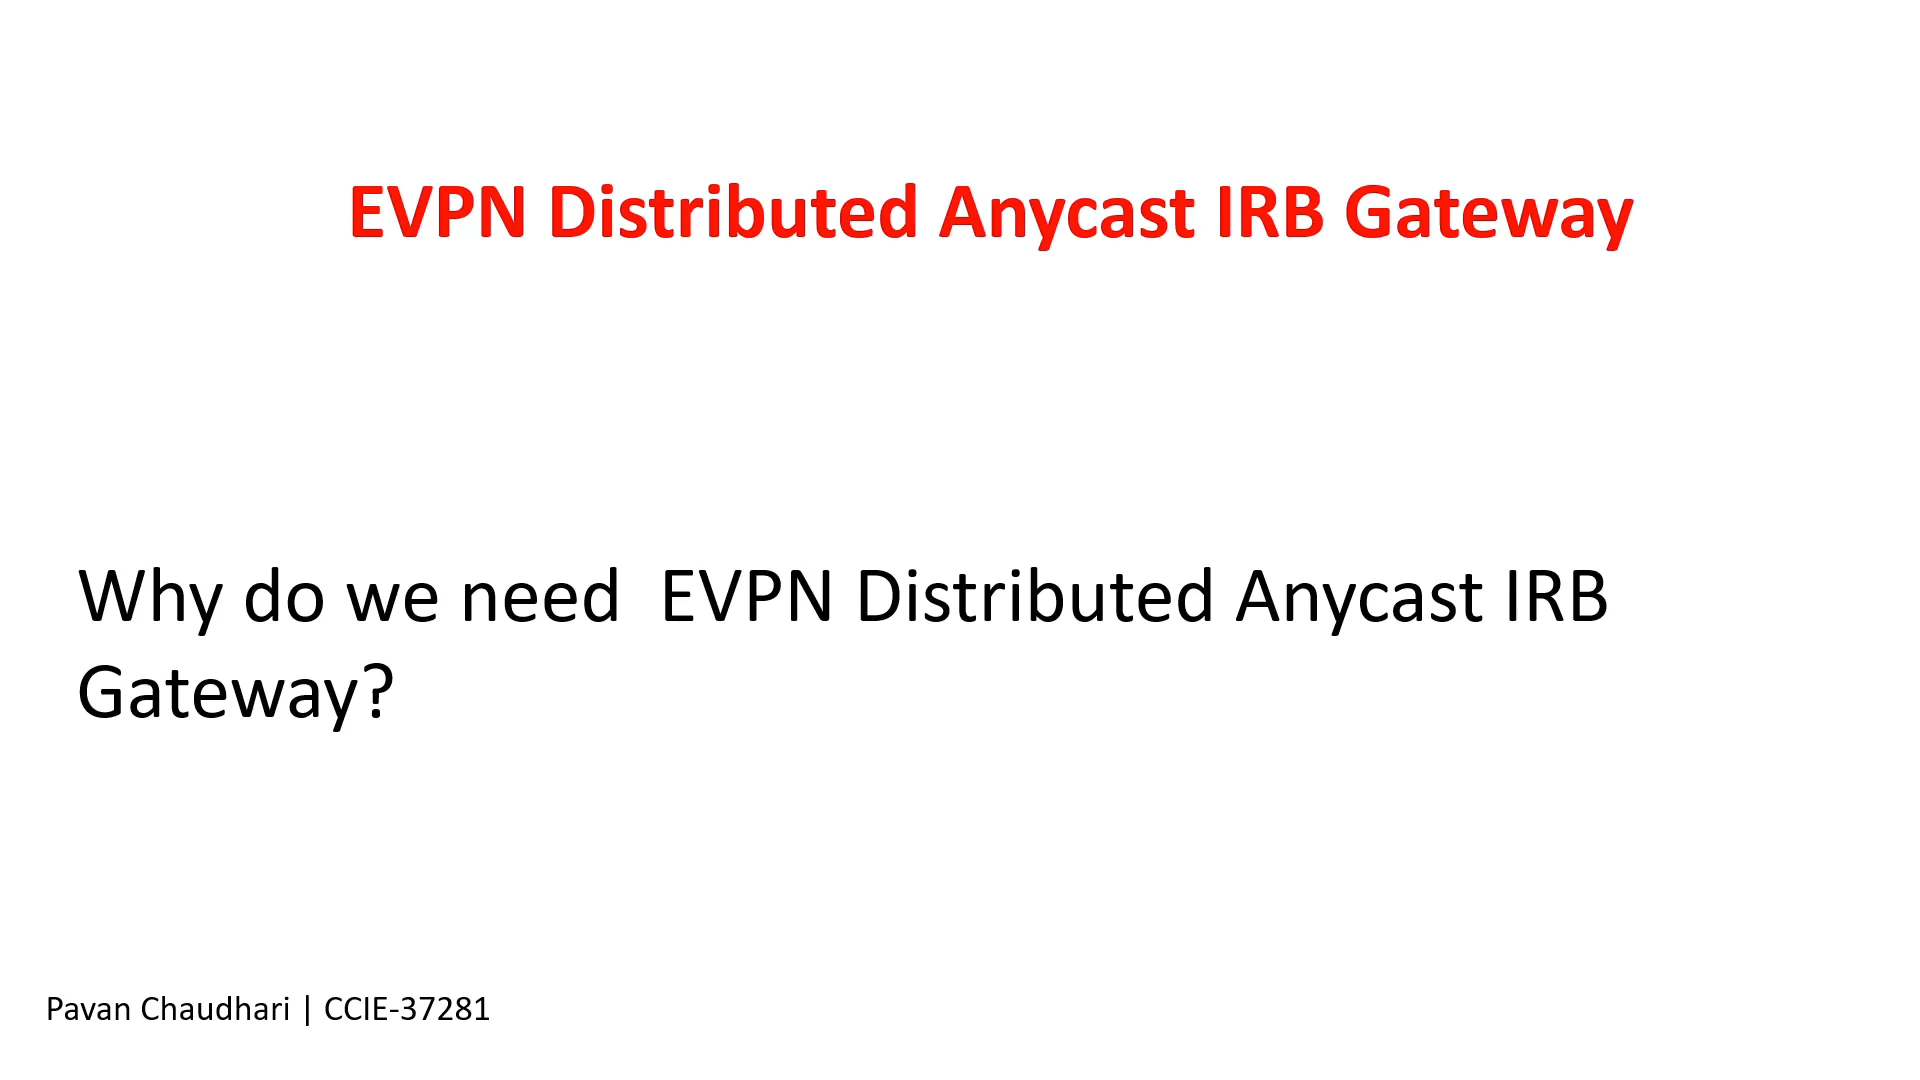 EVPN Distributed Anycast IRB Gateway
Why do we need  EVPN Distributed Anycast IRB
Gateway?
Pavan Chaudhari | CCIE-37281